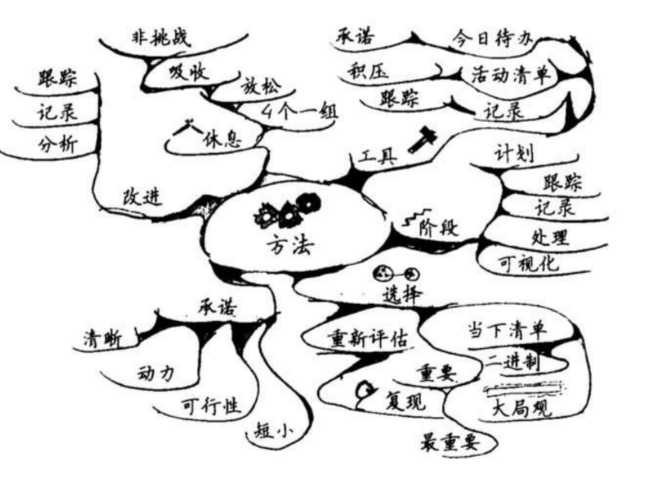 非挑战
吸收
放松
4个一组
休息
跟踪
记录
分析
改进
承诺
今日待办
积压
活动清单
跟踪
记录
工具
计划
跟踪
记录
处理
可视化
阶段
方法
选择
承诺
清晰
动力
可行性
短小
重新评估
当下清单
二进制
重要
复现
大局观
最重要